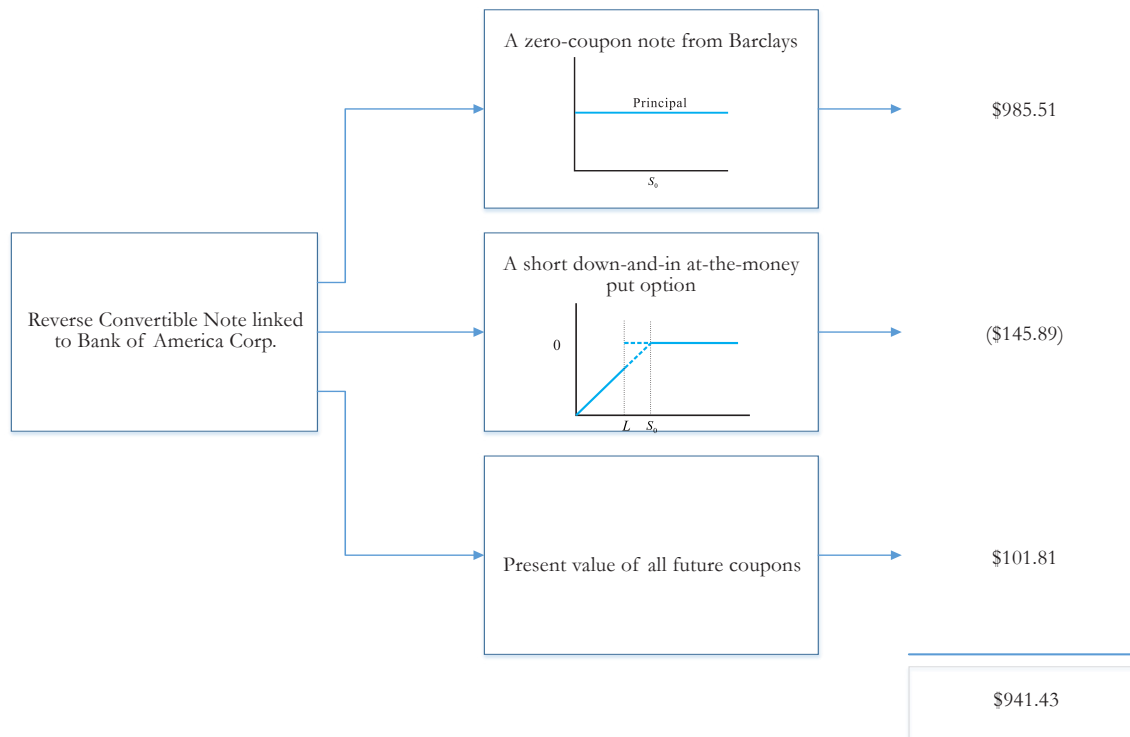 A zero-coupon note from Barclays
Principal
S₀
$985.51
Reverse Convertible Note linked
to Bank of America Corp.
A short down-and-in at-the-money
put option
0
L S₀
($145.89)
Present value of all future coupons
$101.81
$941.43